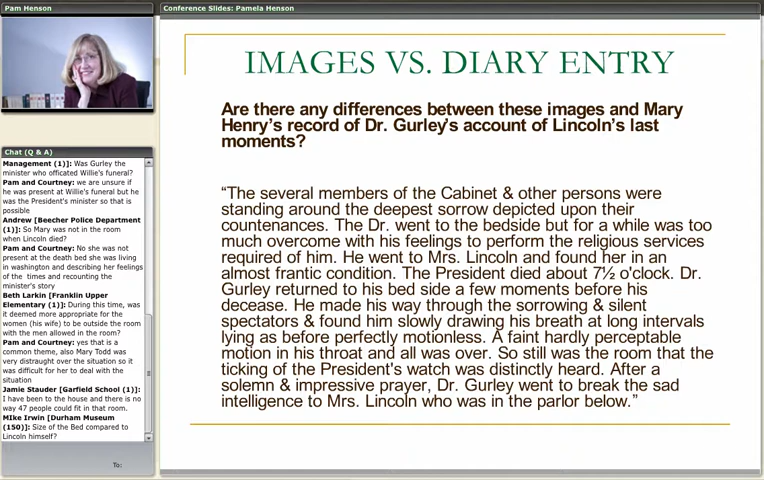 Pam Henson
Conference Slides: Pamela Henson
IMAGES VS. DIARY ENTRY
Are there any differences between these images and Mary
Henry's record of Dr. Gurley's account of Lincoln's last
moments?
“The several members of the Cabinet & other persons were
standing around the deepest sorrow depicted upon their
countenances. The Dr. went to the bedside but for a while was too
much overcome with his feelings to perform the religious services
required of him. He went to Mrs. Lincoln and found her in an
almost frantic condition. The President died about 7½ o'clock. Dr.
Gurley returned to his bed side a few moments before his
decease. He made his way through the sorrowing & silent
spectators & found him slowly drawing his breath at long intervals
lying as before perfectly motionless. A faint hardly perceptable
motion in his throat and all was over. So still was the room that the
ticking of the President's watch was distinctly heard. After a
solemn & impressive prayer, Dr. Gurley went to break the sad
intelligence to Mrs. Lincoln who was in the parlor below.”
Chat (Q & A)
Management (1)]: Was Gurley the
minister who officated Willie's funeral?
Pam and Courtney: we are unsure if
he was present at Willie's funeral but he
was the President's minister so that is
possible
Andrew [Beecher Police Department
(1)]: So Mary was not in the room
when Lincoln died?
Pam and Courtney: No she was not
present at the death bed she was living
in washington and describing her feelings
of the times and recounting the
minister's story
Beth Larkin [Franklin Upper
Elementary (1)]: During this time, was
it deemed more appropriate for the
women (his wife) to be outside the room
with the men allowed in the room?
Pam and Courtney: yes that is a
common theme, also Mary Todd was
very distraught over the situation so it
was difficult for her to deal with the
situation
Jamie Stauder [Garfield School (1)]:
I have been to the house and there is no
way 47 people could fit in that room.
MIke Irwin [Durham Museum
(150)]: Size of the Bed compared to
Lincoln himself?
To: